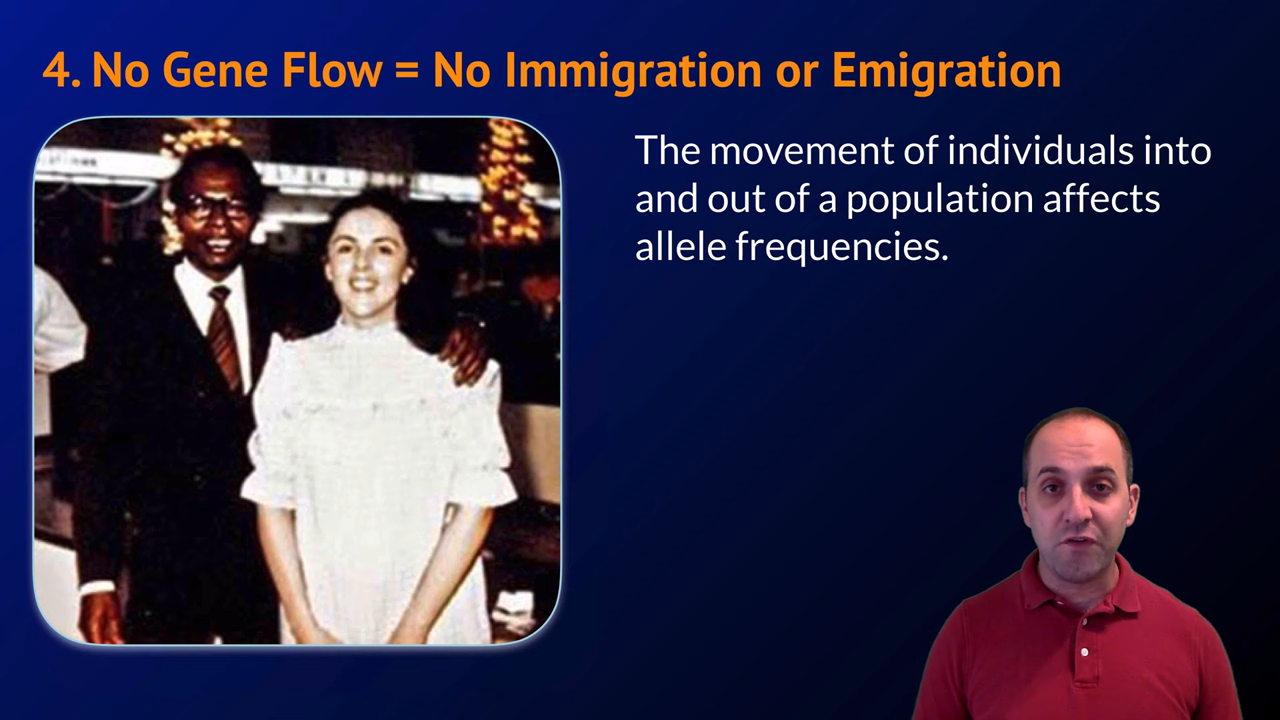 4. No Gene Flow = No Immigration or Emigration
The movement of individuals into
and out of a population affects
allele frequencies.